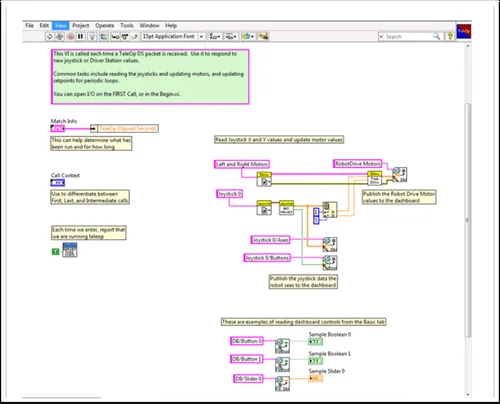 File Edit View Project Operate Tools Window Help
15pt Application Font
Search
TeleOp
This VI is called each time a TeleOp DS packet is received. Use it to respond to
new joystick or Driver Station values.
Common tasks include reading the joysticks and updating motors, and updating
setpoints for periodic loops.
You can open I/O on the FIRST Call, or in the Begin.vi.
Match Info
TeleOp Elapsed Seconds
This can help determine what has
been run and for how long
Call Context
Use to differentiate between
First, Last, and Intermediate calls
Each time we enter, report that
we are running teleop
Read Joystick X and Y values and update motor values
Left and Right Motors
RobotDrive Motors
Joystick 0
Publish the Robot Drive Motor
values to the dashboard
Joystick 0/Axes
Joystick 0/Buttons
Publish the joystick data the
robot sees to the dashboard
These are examples of reading dashboard controls from the Basic tab
DB/Button 0
Sample Boolean 0
DB/Button 1
Sample Boolean 1
DB/Slider 0
Sample Slider 0